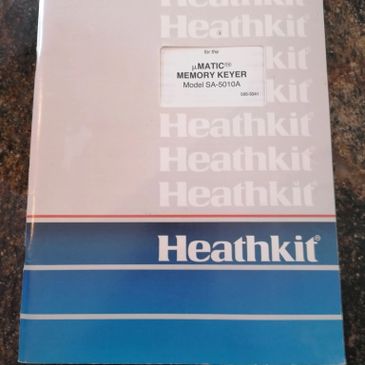 Heathkit
Heathkit
for the
µMATIC™
MEMORY KEYER
Model SA-5010A
Heathkit
Heathkit
Heathkit
Heathkit
Heathkit
Heathkit®